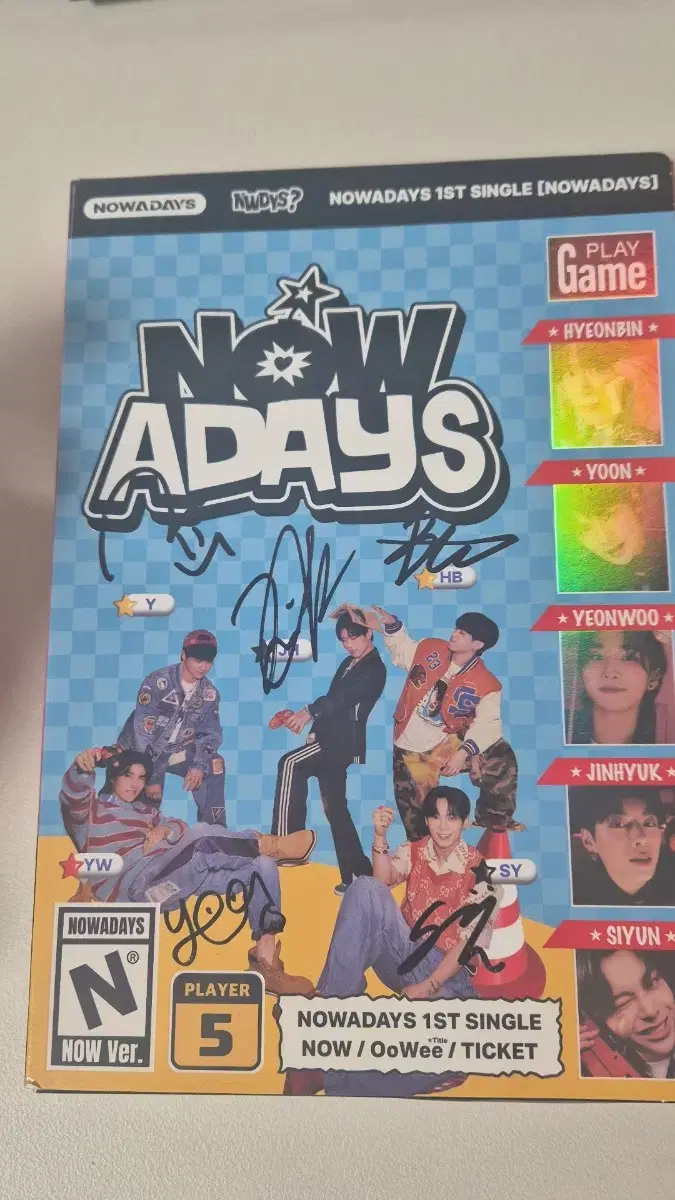 NOWADAYS
NWDYS?
NOWADAYS 1ST SINGLE [NOWADAYS]
PLAY
Game
NOW
ADAYS
★ HYEONBIN ★
★ YOON ★
★ YEONWOO ★
★ JINHYUK ★
★ SIYUN ★
HB
Y
JH
YW
SY
NOWADAYS
N®
NOW Ver.
PLAYER
5
NOWADAYS 1ST SINGLE
NOW / OoWee / TICKET
*Title